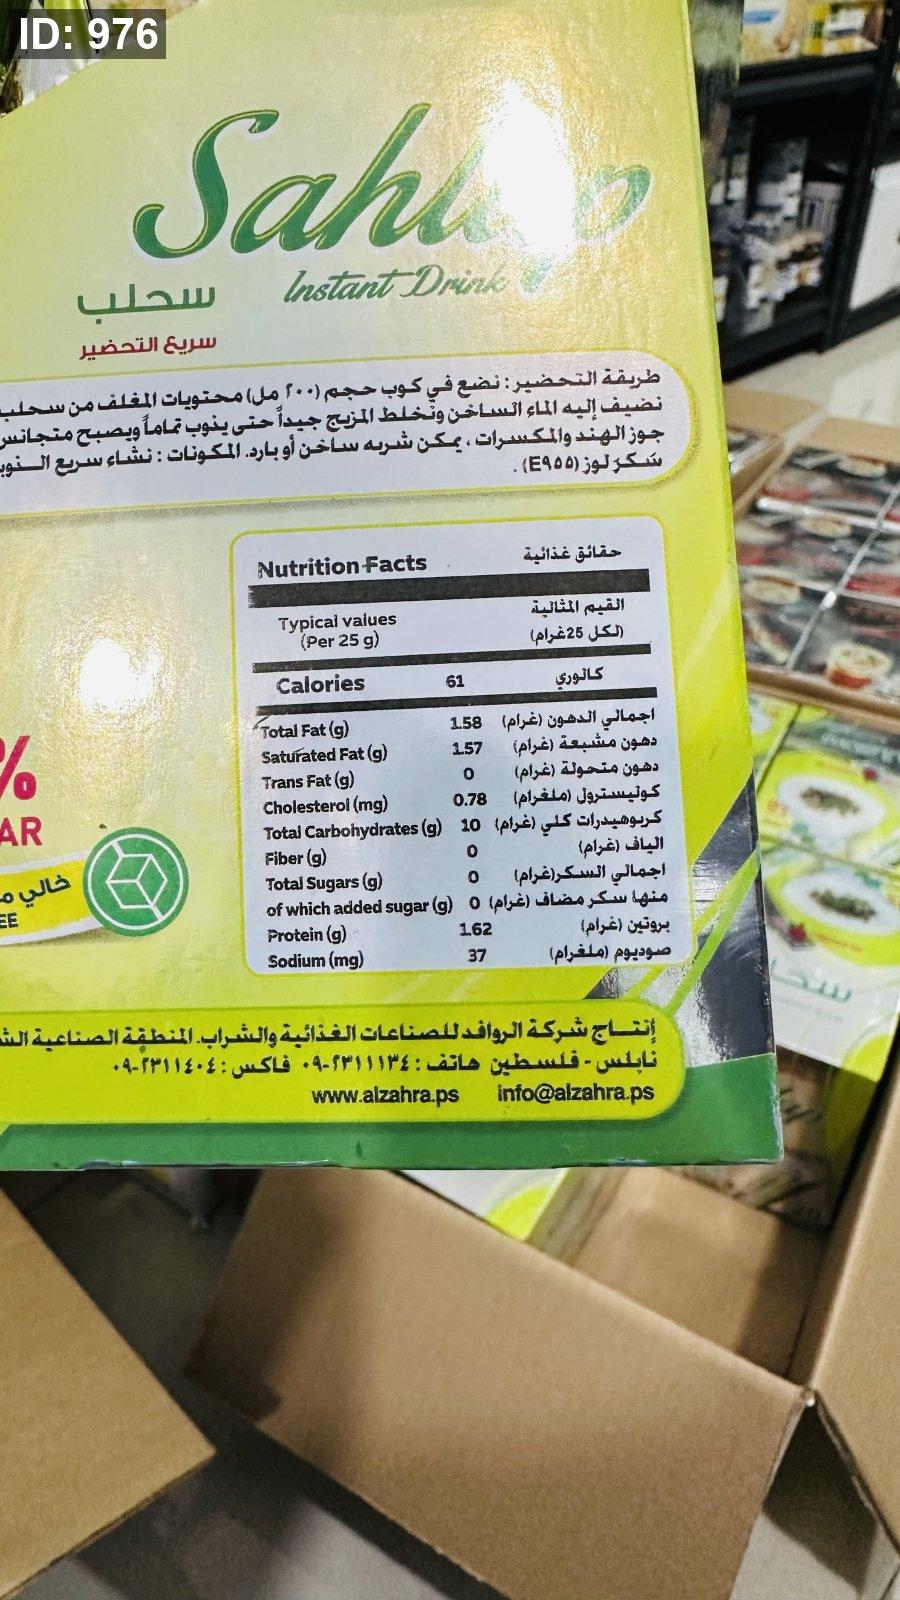 ID: 976
Sahlep
Instant Drink
سحلب
سريع التحضير
طريقة التحضير : نضع في كوب حجم (٢٠٠ مل) محتويات المغلف من سحلب
نضيف إليه الماء الساخن ونخلط المزيج جيداً حتى يذوب تماماً ويصبح متجانس
جوز الهند والمكسرات ، يمكن شربه ساخن أو بارد. المكونات : نشاء سريع
سُكرَلوز (E٩٥٥) .
Nutrition Facts حقائق غذائية
Typical values القيم المثالية
(Per 25 g) (لكل 25غرام)
Calories 61 كالوري
Total Fat (g) 1.58 اجمالي الدهون (غرام)
Saturated Fat (g) 1.57 دهون مشبعة (غرام)
Trans Fat (g) 0 دهون متحولة (غرام)
Cholesterol (mg) 0.78 كوليسترول (ملغرام)
Total Carbohydrates (g) 10 كربوهيدرات كلي (غرام)
Fiber (g) 0 الياف (غرام)
Total Sugars (g) 0 اجمالي السكر(غرام)
of which added sugar (g) 0 منها سكر مضاف (غرام)
Protein (g) 1.62 بروتين (غرام)
Sodium (mg) 37 صوديوم (ملغرام)
%
AR
خالي
EE
إنتاج شركة الروافد للصناعات الغذائية والشراب. المنطقة الصناعية
نابلس - فلسطين هاتف : ٢٣١١١٣٤-٠٩ فاكس : ٢٣١١٤٠٤-٠٩
www.alzahra.ps info@alzahra.ps